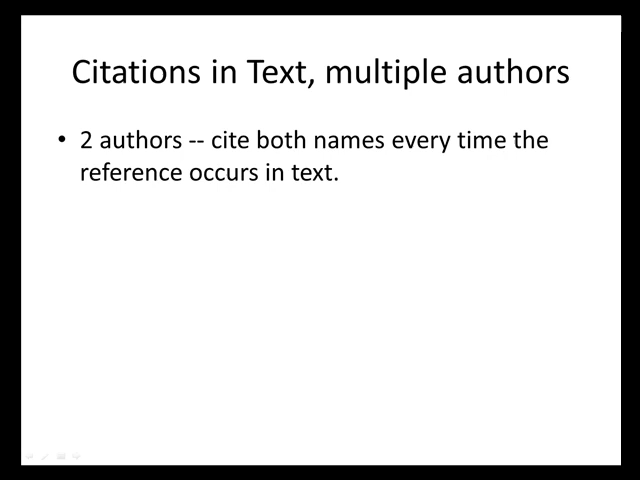 Citations in Text, multiple authors
• 2 authors -- cite both names every time the
reference occurs in text.